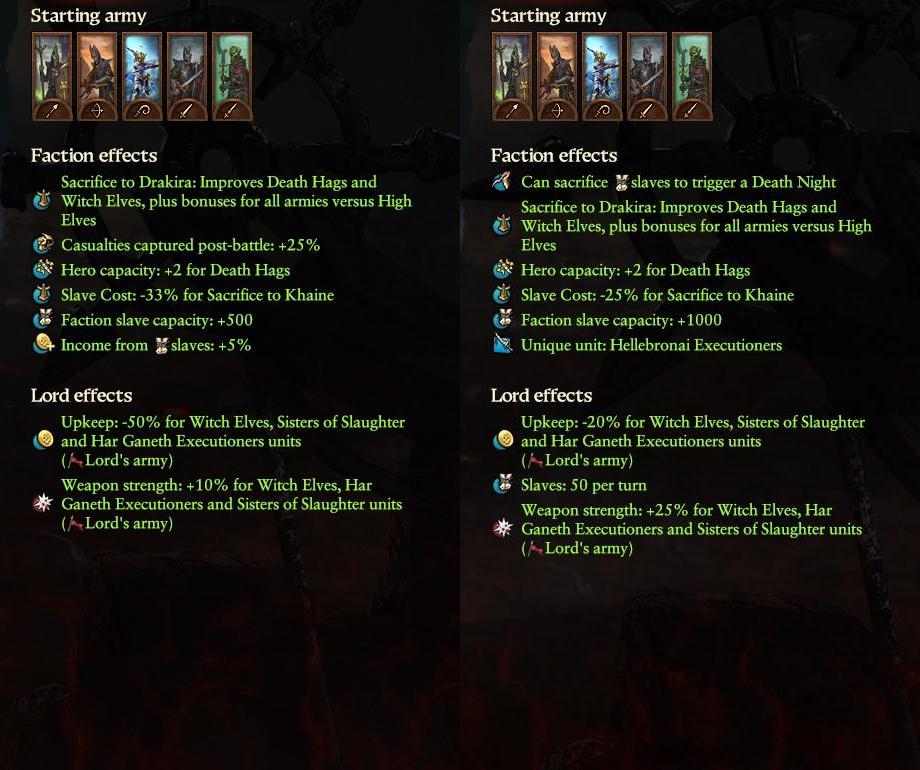 Starting army
Faction effects
Sacrifice to Drakira: Improves Death Hags and
Witch Elves, plus bonuses for all armies versus High
Elves
Casualties captured post-battle: +25%
Hero capacity: +2 for Death Hags
Slave Cost: -33% for Sacrifice to Khaine
Faction slave capacity: +500
Income from slaves: +5%
Lord effects
Upkeep: -50% for Witch Elves, Sisters of Slaughter
and Har Ganeth Executioners units
(Lord's army)
Weapon strength: +10% for Witch Elves, Har
Ganeth Executioners and Sisters of Slaughter units
(Lord's army)
Starting army
Faction effects
Can sacrifice slaves to trigger a Death Night
Sacrifice to Drakira: Improves Death Hags and
Witch Elves, plus bonuses for all armies versus High
Elves
Hero capacity: +2 for Death Hags
Slave Cost: -25% for Sacrifice to Khaine
Faction slave capacity: +1000
Unique unit: Hellebronai Executioners
Lord effects
Upkeep: -20% for Witch Elves, Sisters of Slaughter
and Har Ganeth Executioners units
(Lord's army)
Slaves: 50 per turn
Weapon strength: +25% for Witch Elves, Har
Ganeth Executioners and Sisters of Slaughter units
(Lord's army)